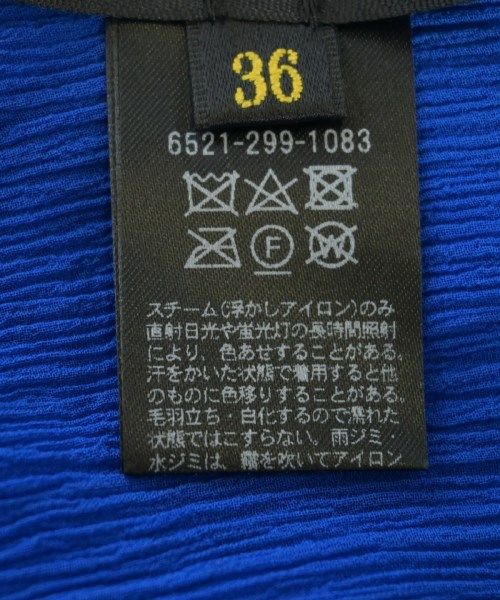 36
6521-299-1083
F
W
スチーム(浮かしアイロン)のみ
直射日光や蛍光灯の長時間照射
により、色あせすることがある。
汗をかいた状態で着用すると他
のものに色移りすることがある。
毛羽立ち・白化するので濡れた
状態ではこすらない。雨ジミ・
水ジミは、霧を吹いてアイロン